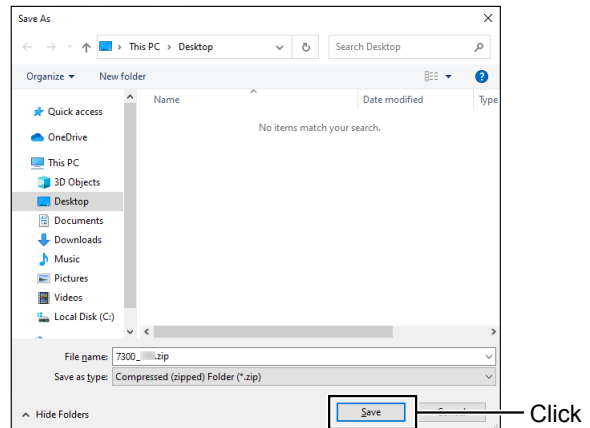 Save As
This PC > Desktop
Search Desktop
Organize
New folder
Name
Date modified
Type
No items match your search.
Quick access
OneDrive
This PC
3D Objects
Desktop
Documents
Downloads
Music
Pictures
Videos
Local Disk (C:)
File name: 7300_ .zip
Save as type: Compressed (zipped) Folder (*.zip)
Hide Folders
Save
Click